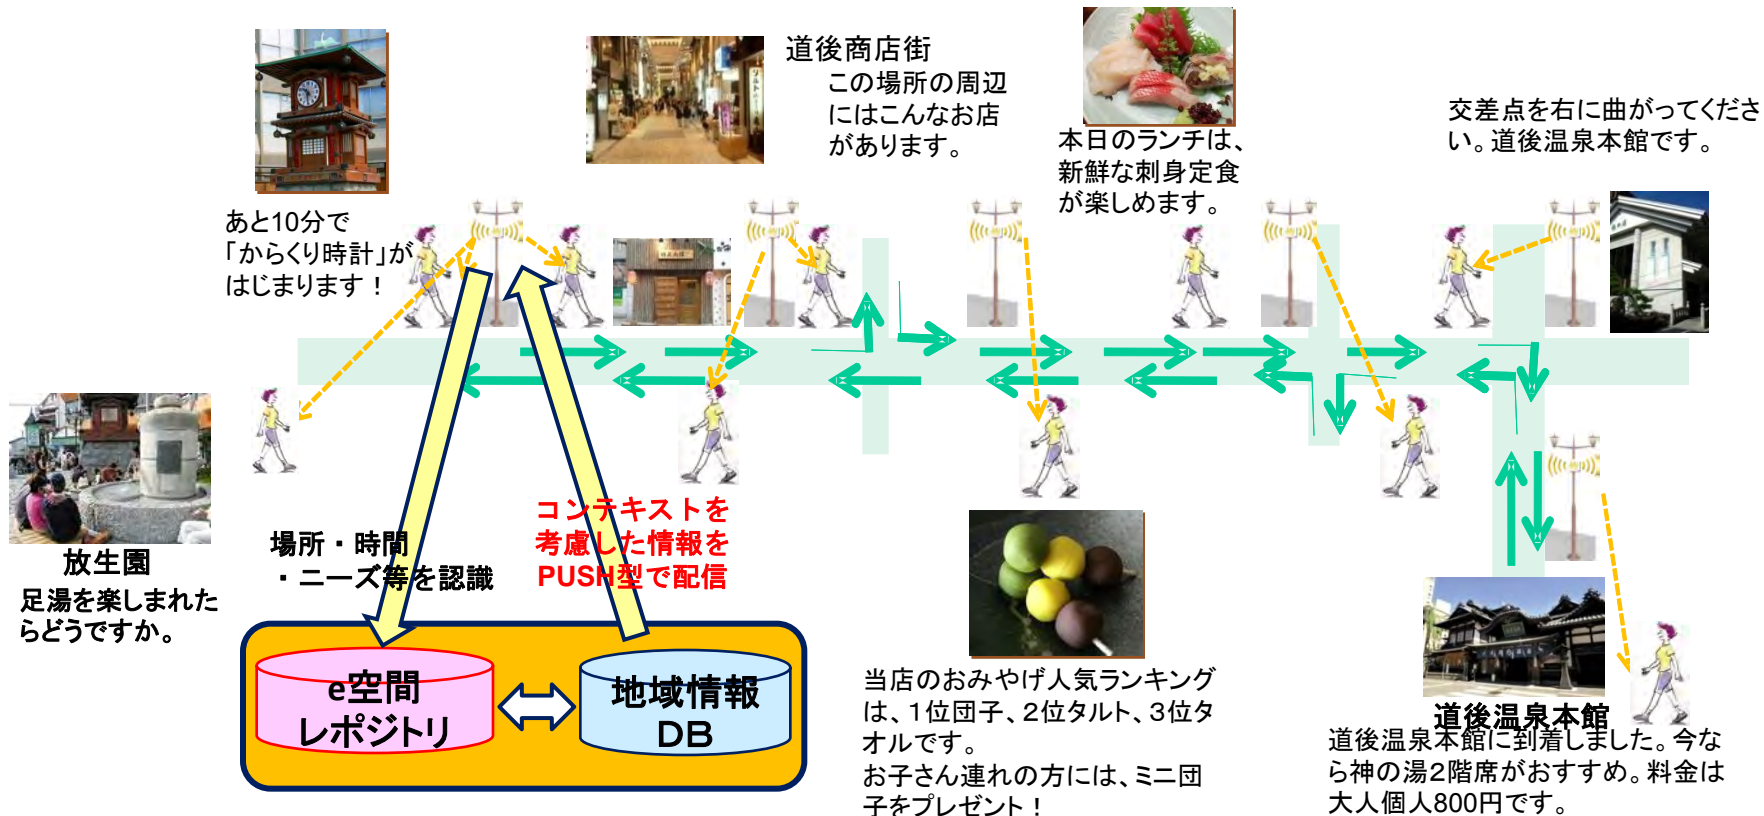 道後商店街
この場所の周辺
にはこんなお店
があります。
本日のランチは、
新鮮な刺身定食
が楽しめます。
交差点を右に曲がってくださ
い。道後温泉本館です。
あと10分で
「からくり時計」が
はじまります！
放生園
足湯を楽しまれた
らどうですか。
場所・時間
・ニーズ等を認識
コンテキストを
考慮した情報を
PUSH型で配信
e空間
レポジトリ
地域情報
DB
当店のおみやげ人気ランキング
は、1位団子、2位タルト、3位タ
オルです。
お子さん連れの方には、ミニ団
子をプレゼント！
道後温泉本館
道後温泉本館に到着しました。今な
ら神の湯2階席がおすすめ。料金は
大人個人800円です。